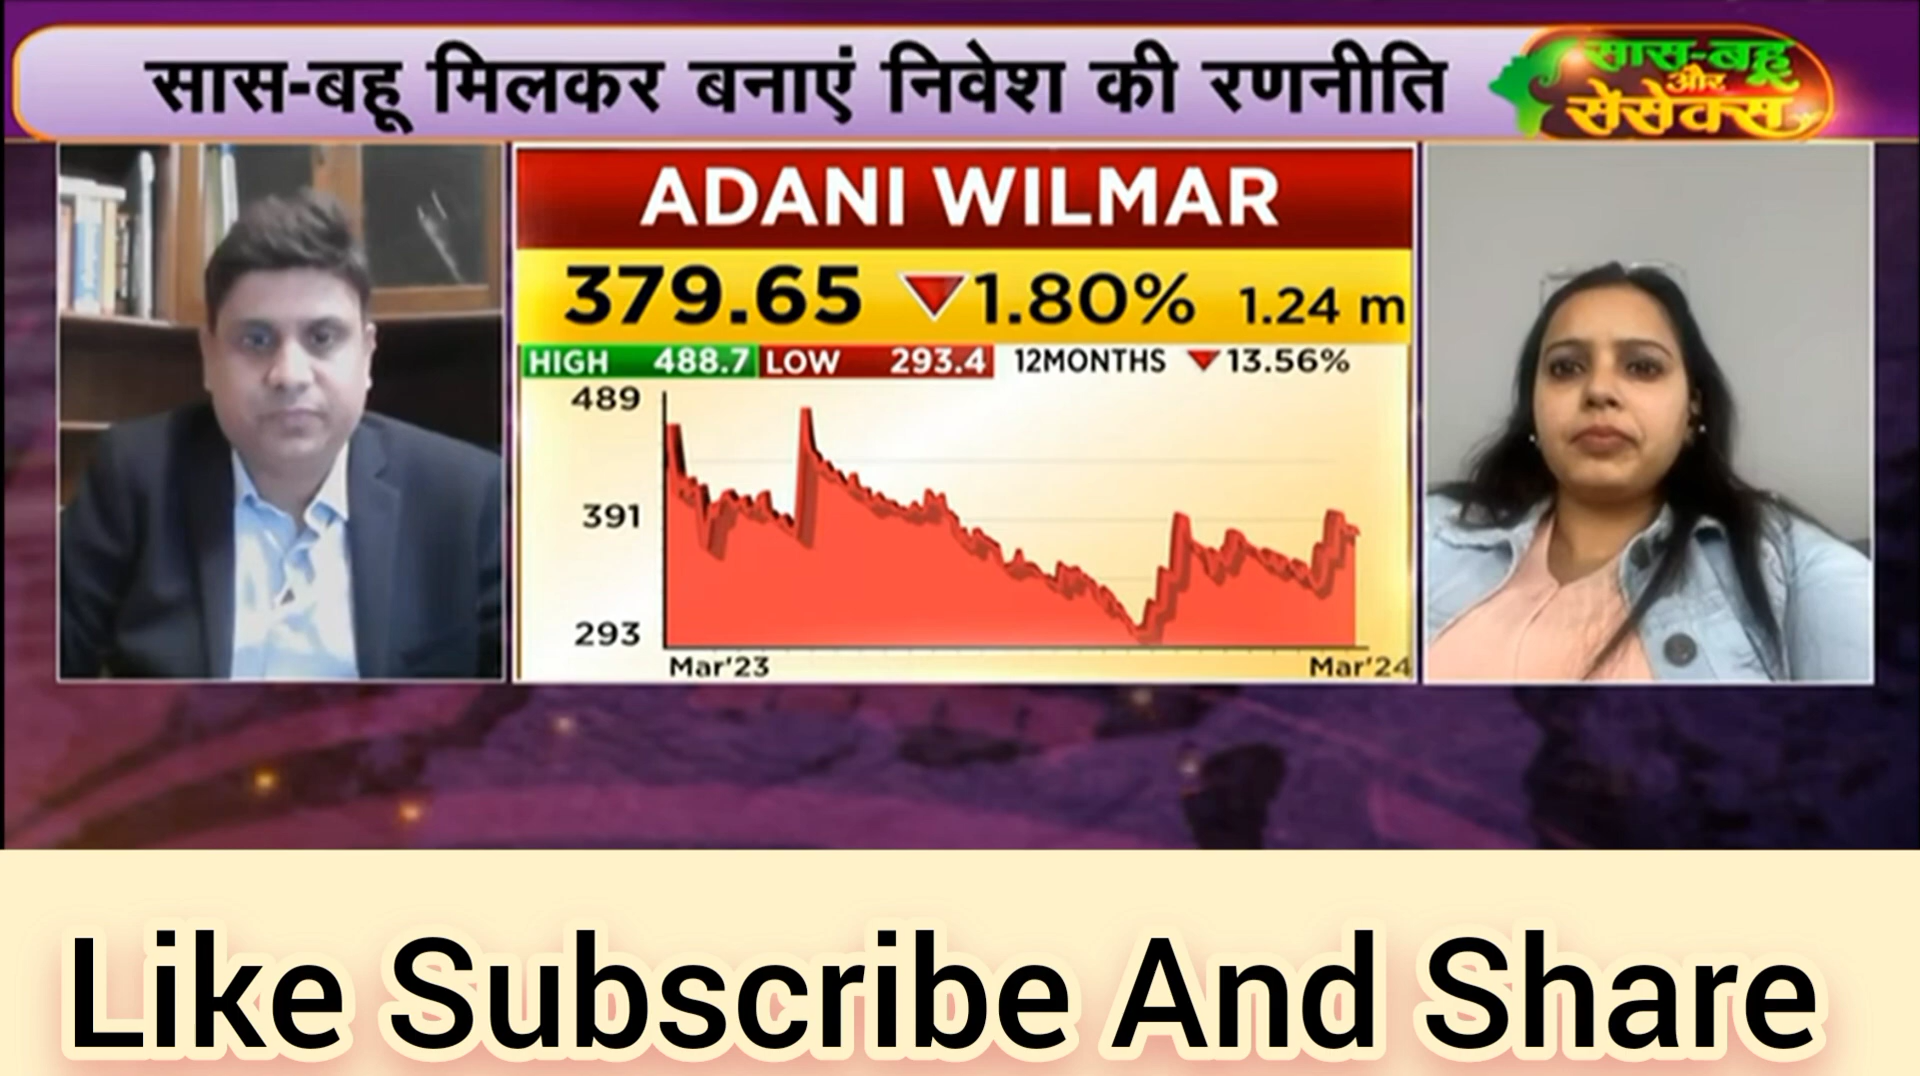 सास-बहू मिलकर बनाएं निवेश की रणनीति
सास-बहू
और
सेंसेक्स
ADANI WILMAR
379.65 ▼1.80% 1.24 m
HIGH 488.7 LOW 293.4 12MONTHS ▼13.56%
489
391
293
Mar'23 Mar'24
Like Subscribe And Share